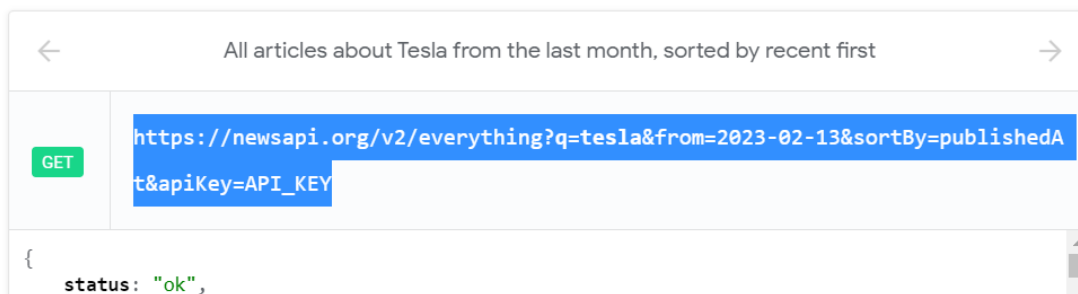 All articles about Tesla from the last month, sorted by recent first
GET
https://newsapi.org/v2/everything?q=tesla&from=2023-02-13&sortBy=publishedA
t&apiKey=API_KEY
{
status: "ok",